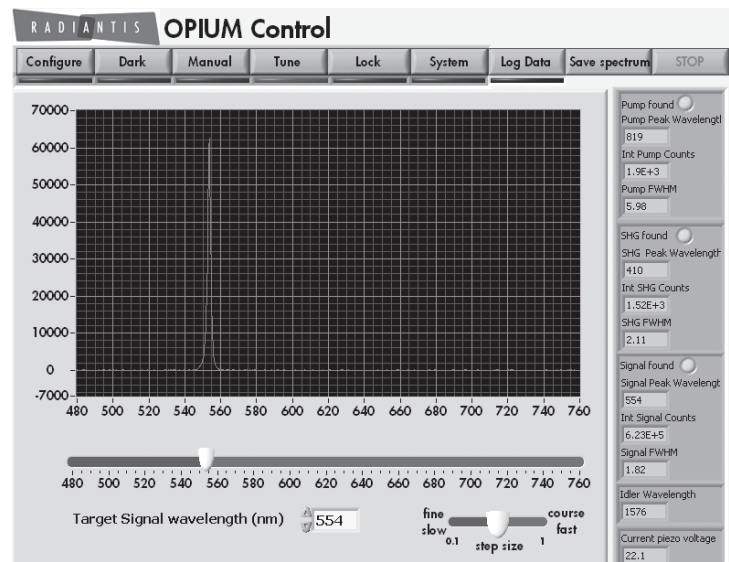 RADIANTIS OPIUM Control
Configure Dark Manual Tune Lock System Log Data Save spectrum STOP
70000
60000
50000
40000
30000
20000
10000
0
-7000
480 500 520 540 560 580 600 620 640 660 680 700 720 740 760
480 500 520 540 560 580 600 620 640 660 680 700 720 740 760
Target Signal wavelength (nm) 554
fine course
slow fast
0.1 step size 1
Pump found
Pump Peak Wavelengtl
819
Int Pump Counts
1.9E+3
Pump FWHM
5.98
SHG found
SHG Peak Wavelength
410
Int SHG Counts
1.52E+3
SHG FWHM
2.11
Signal found
Signal Peak Wavelengt
554
Int Signal Counts
6.23E+5
Signal FWHM
1.82
Idler Wavelength
1576
Current piezo voltage
22.1